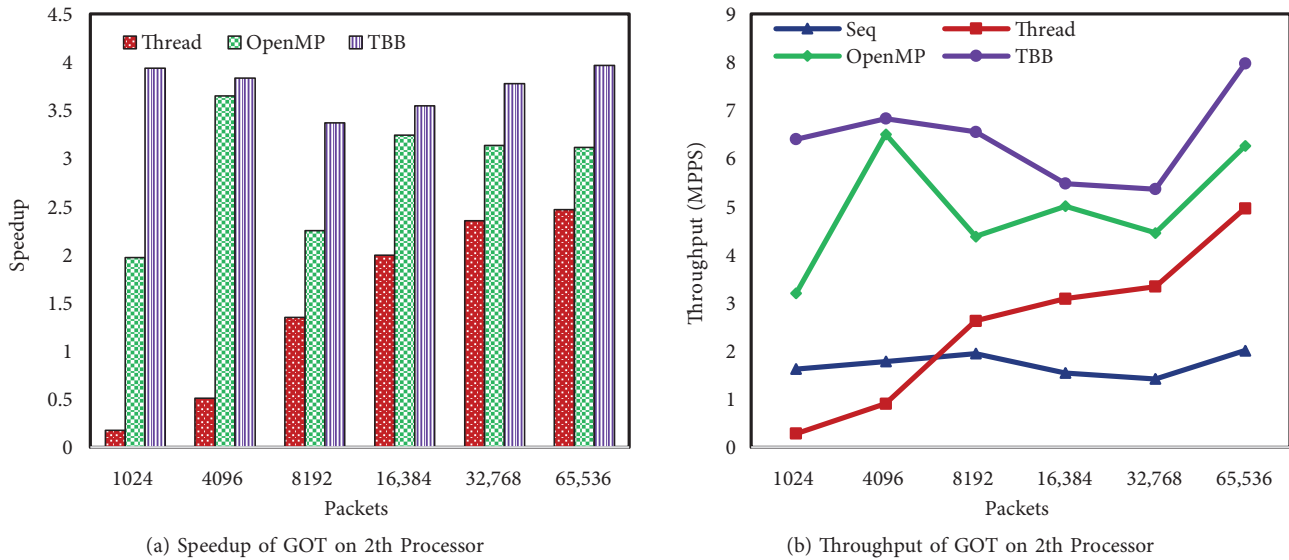 4.5
4
3.5
3
2.5
2
1.5
1
0.5
0
Speedup
Thread OpenMP TBB
1024 4096 8192 16,384 32,768 65,536
Packets
(a) Speedup of GOT on 2th Processor
9
8
7
6
5
4
3
2
1
0
Throughput (MPPS)
Seq Thread
OpenMP TBB
1024 4096 8192 16,384 32,768 65,536
Packets
(b) Throughput of GOT on 2th Processor